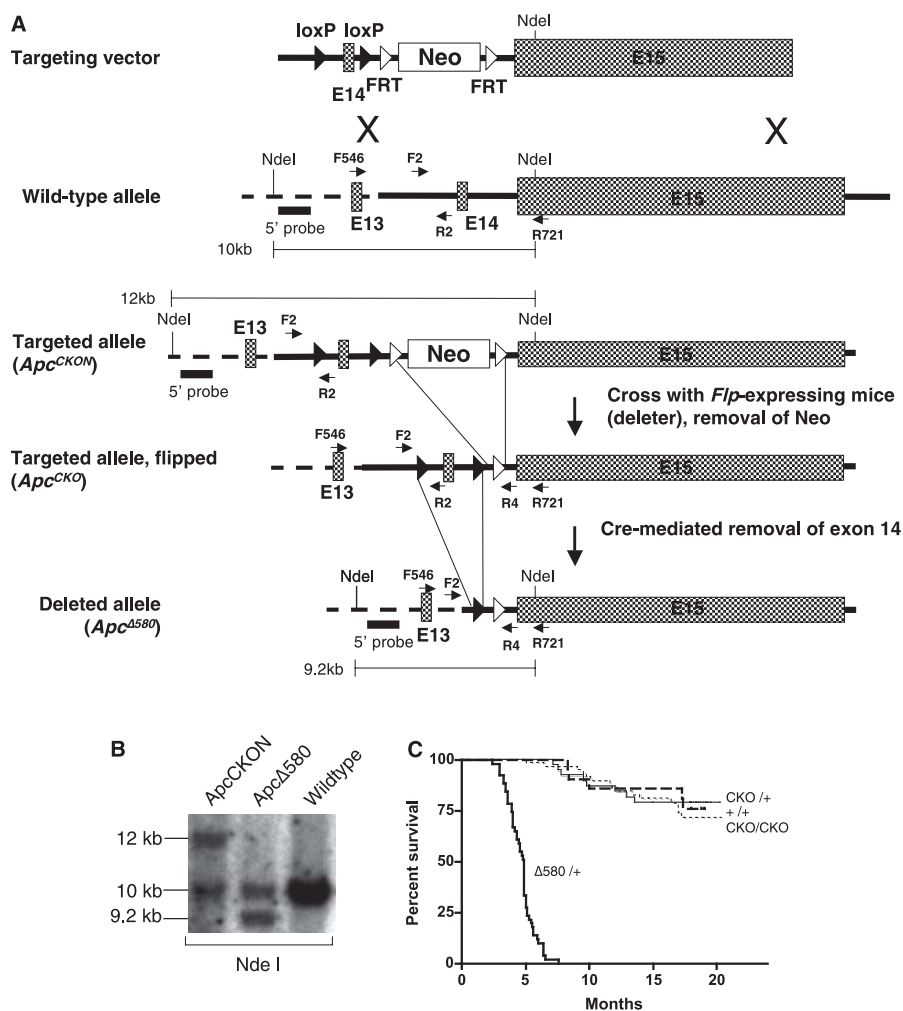 A
loxP loxP
NdeI
Targeting vector
Neo
E15
E14
FRT
FRT
X
X
NdeI
F546
F2
NdeI
Wild-type allele
E15
5' probe
E13
R2
E14
R721
10kb
12kb
NdeI
E13
F2
NdeI
Targeted allele
(ApcCKON)
Neo
E15
5' probe
R2
Cross with Flp-expressing mice
(deleter), removal of Neo
F546
F2
Targeted allele, flipped
(ApcCKO)
E15
E13
R2
R4
R721
Cre-mediated removal of exon 14
NdeI
F546
F2
NdeI
Deleted allele
(ApcΔ580)
E15
5' probe
E13
R4
R721
9.2kb
B
ApcCKON
ApcΔ580
Wildtype
12 kb
10 kb
9.2 kb
Nde I
C
100
75
50
25
0
Percent survival
CKO /+
+ /+
CKO/CKO
Δ580 /+
0 5 10 15 20
Months